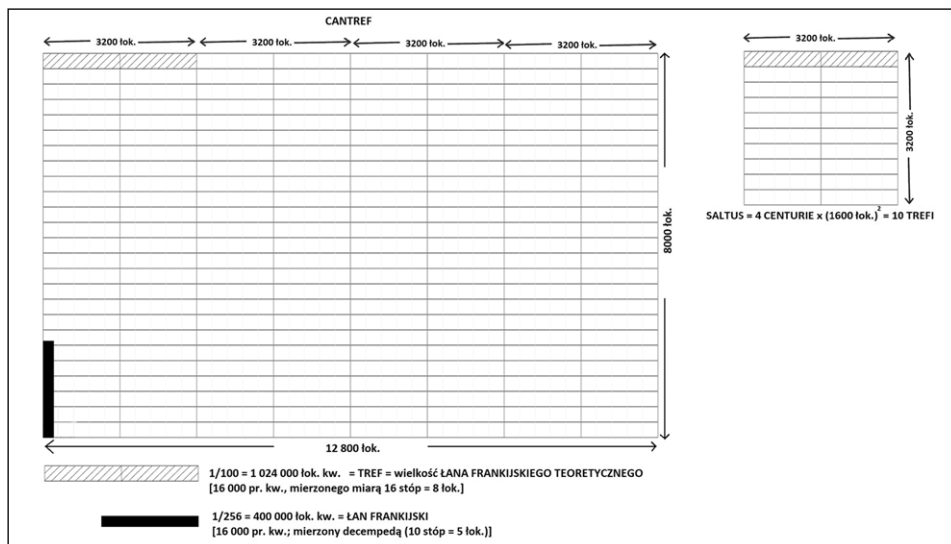 CANTREF
3200 łok. 3200 łok. 3200 łok. 3200 łok.
8000 łok.
12 800 łok.
3200 łok.
3200 łok.
SALTUS = 4 CENTURIE x (1600 łok.)² = 10 TREFI
1/100 = 1 024 000 łok. kw. = TREF = wielkość ŁANA FRANKIJSKIEGO TEORETYCZNEGO
[16 000 pr. kw., mierzonego miarą 16 stóp = 8 łok.]
1/256 = 400 000 łok. kw. = ŁAN FRANKIJSKI
[16 000 pr. kw.; mierzony decempedą (10 stóp = 5 łok.)]